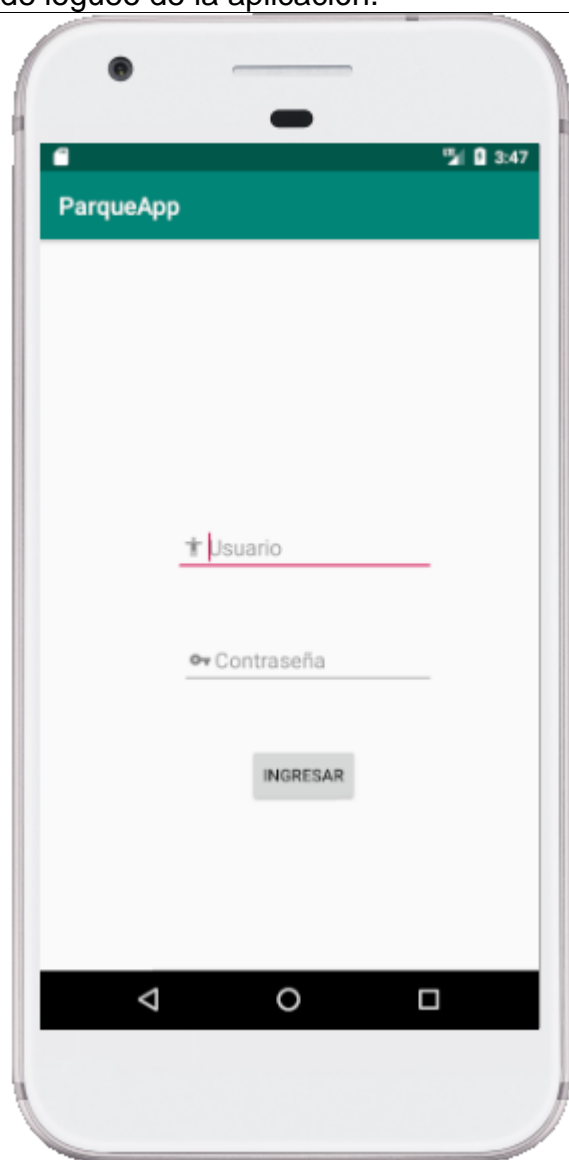 de logueo de la aplicación.
3:47
ParqueApp
Usuario
Contraseña
INGRESAR